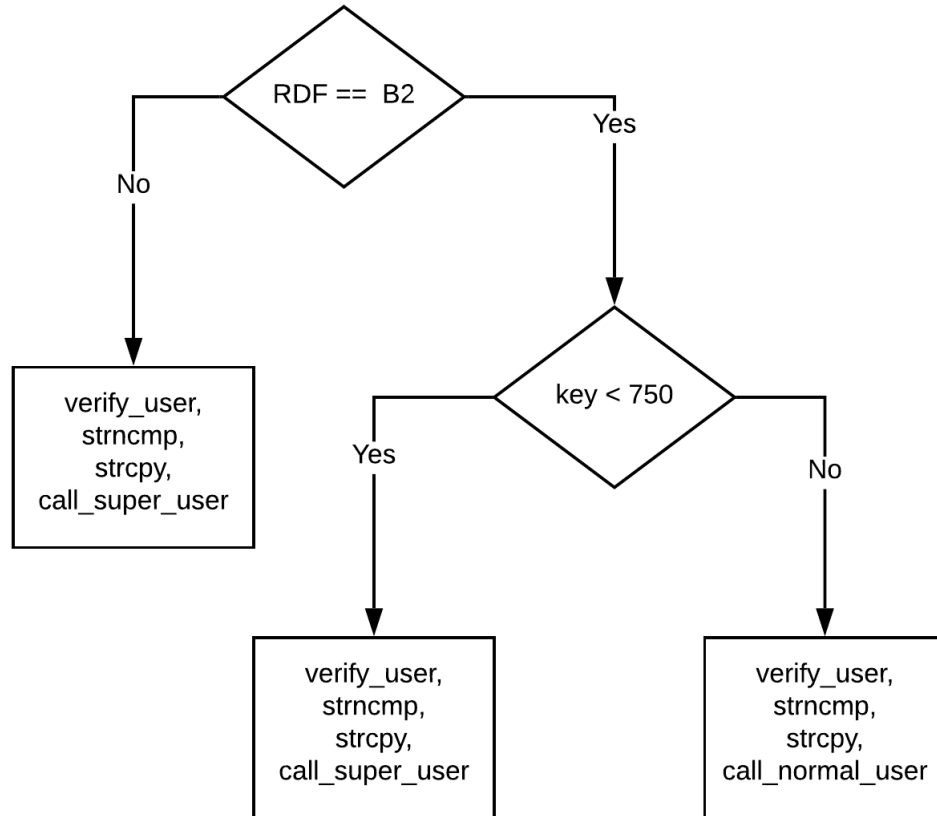 RDF == B2
Yes
No
key < 750
verify_user,
strncmp,
strcpy,
call_super_user
Yes
No
verify_user,
strncmp,
strcpy,
call_super_user
verify_user,
strncmp,
strcpy,
call_normal_user